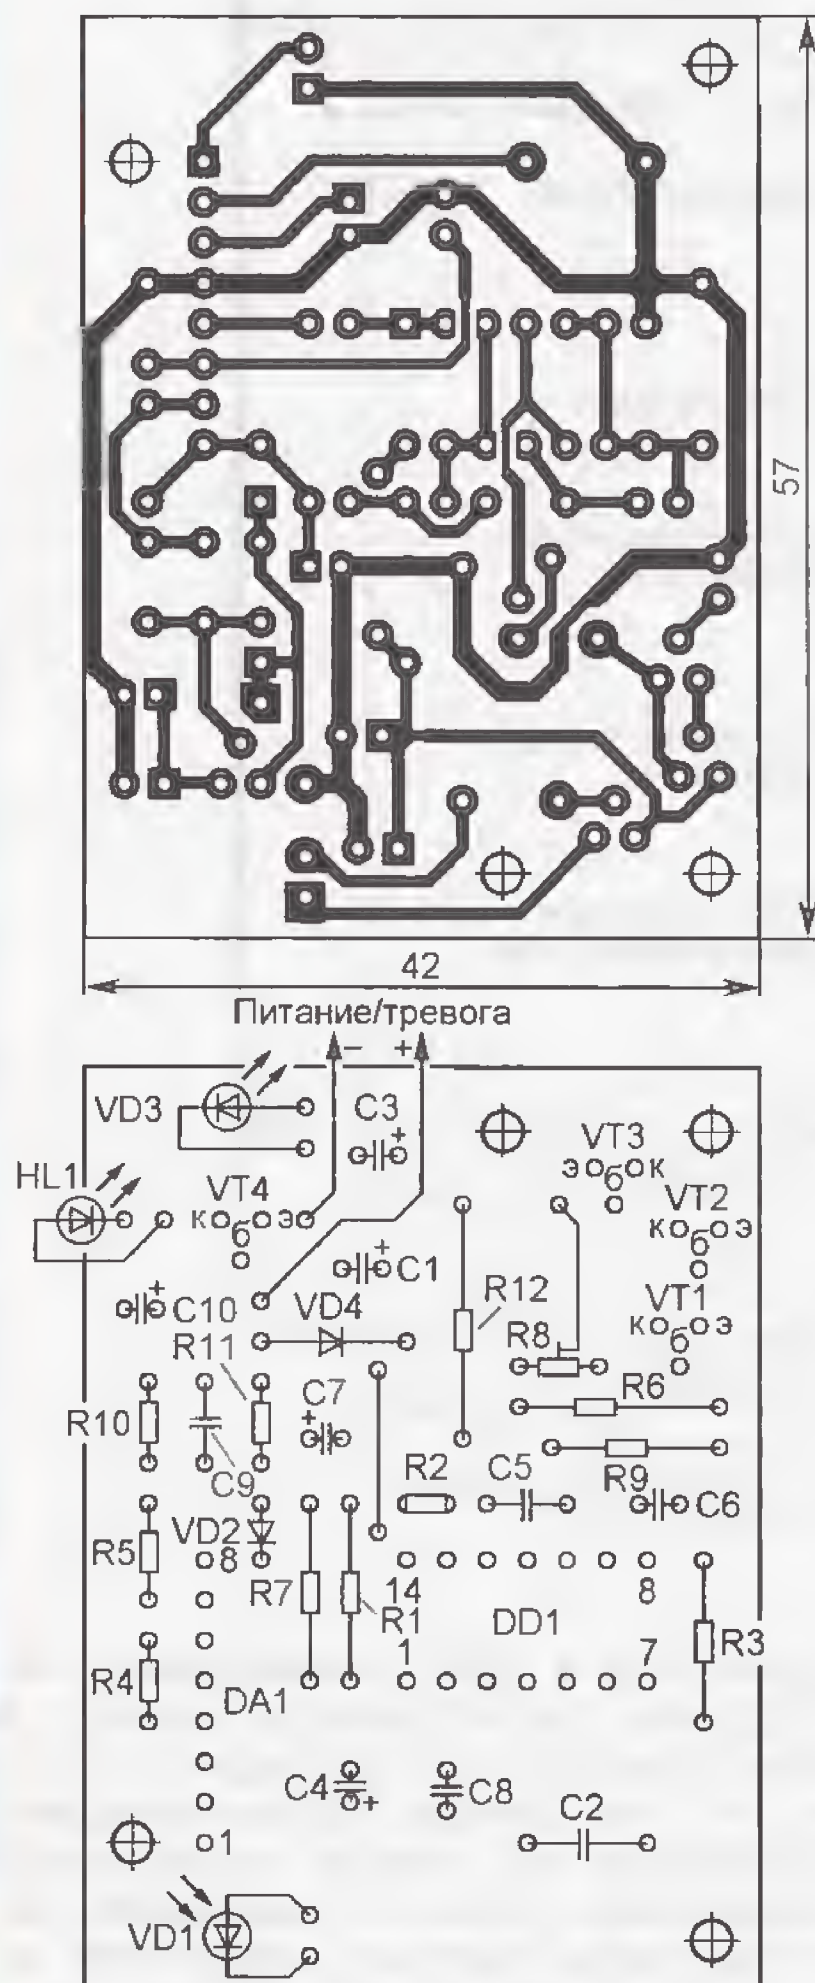 57
42
Питание/тревога
− +
VD3
C3
VT3
э б к
HL1
VT4
к б э
VT2
к б э
C1
VT1
к б э
C10
VD4
R12
R8
R11
C7
R6
R10
C9
R2
C5
R9
C6
VD2
R5
8
R7
14
R1
DD1
8
1
7
R3
R4
DA1
C4
C8
C2
1
VD1